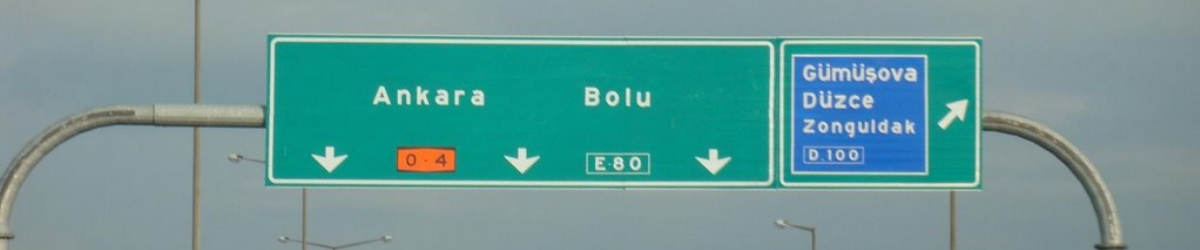 Ankara Bolu
O-4 E-80
Gümüşova
Düzce
Zonguldak
D.100